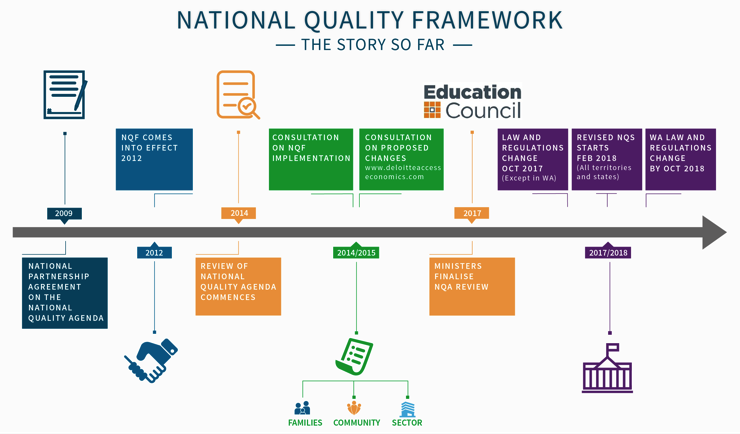 NATIONAL QUALITY FRAMEWORK
THE STORY SO FAR
Education
Council
NQF COMES
INTO EFFECT
2012
CONSULTATION
ON NQF
IMPLEMENTATION
CONSULTATION
ON PROPOSED
CHANGES
www.deloitteaccess
economics.com
LAW AND
REGULATIONS
CHANGE
OCT 2017
(Except in WA)
REVISED NQS
STARTS
FEB 2018
(All territories
and states)
WA LAW AND
REGULATIONS
CHANGE
BY OCT 2018
2009
2014
2017
2012
2014/2015
2017/2018
NATIONAL
PARTNERSHIP
AGREEMENT
ON THE
NATIONAL
QUALITY AGENDA
REVIEW OF
NATIONAL
QUALITY AGENDA
COMMENCES
MINISTERS
FINALISE
NQA REVIEW
FAMILIES
COMMUNITY
SECTOR